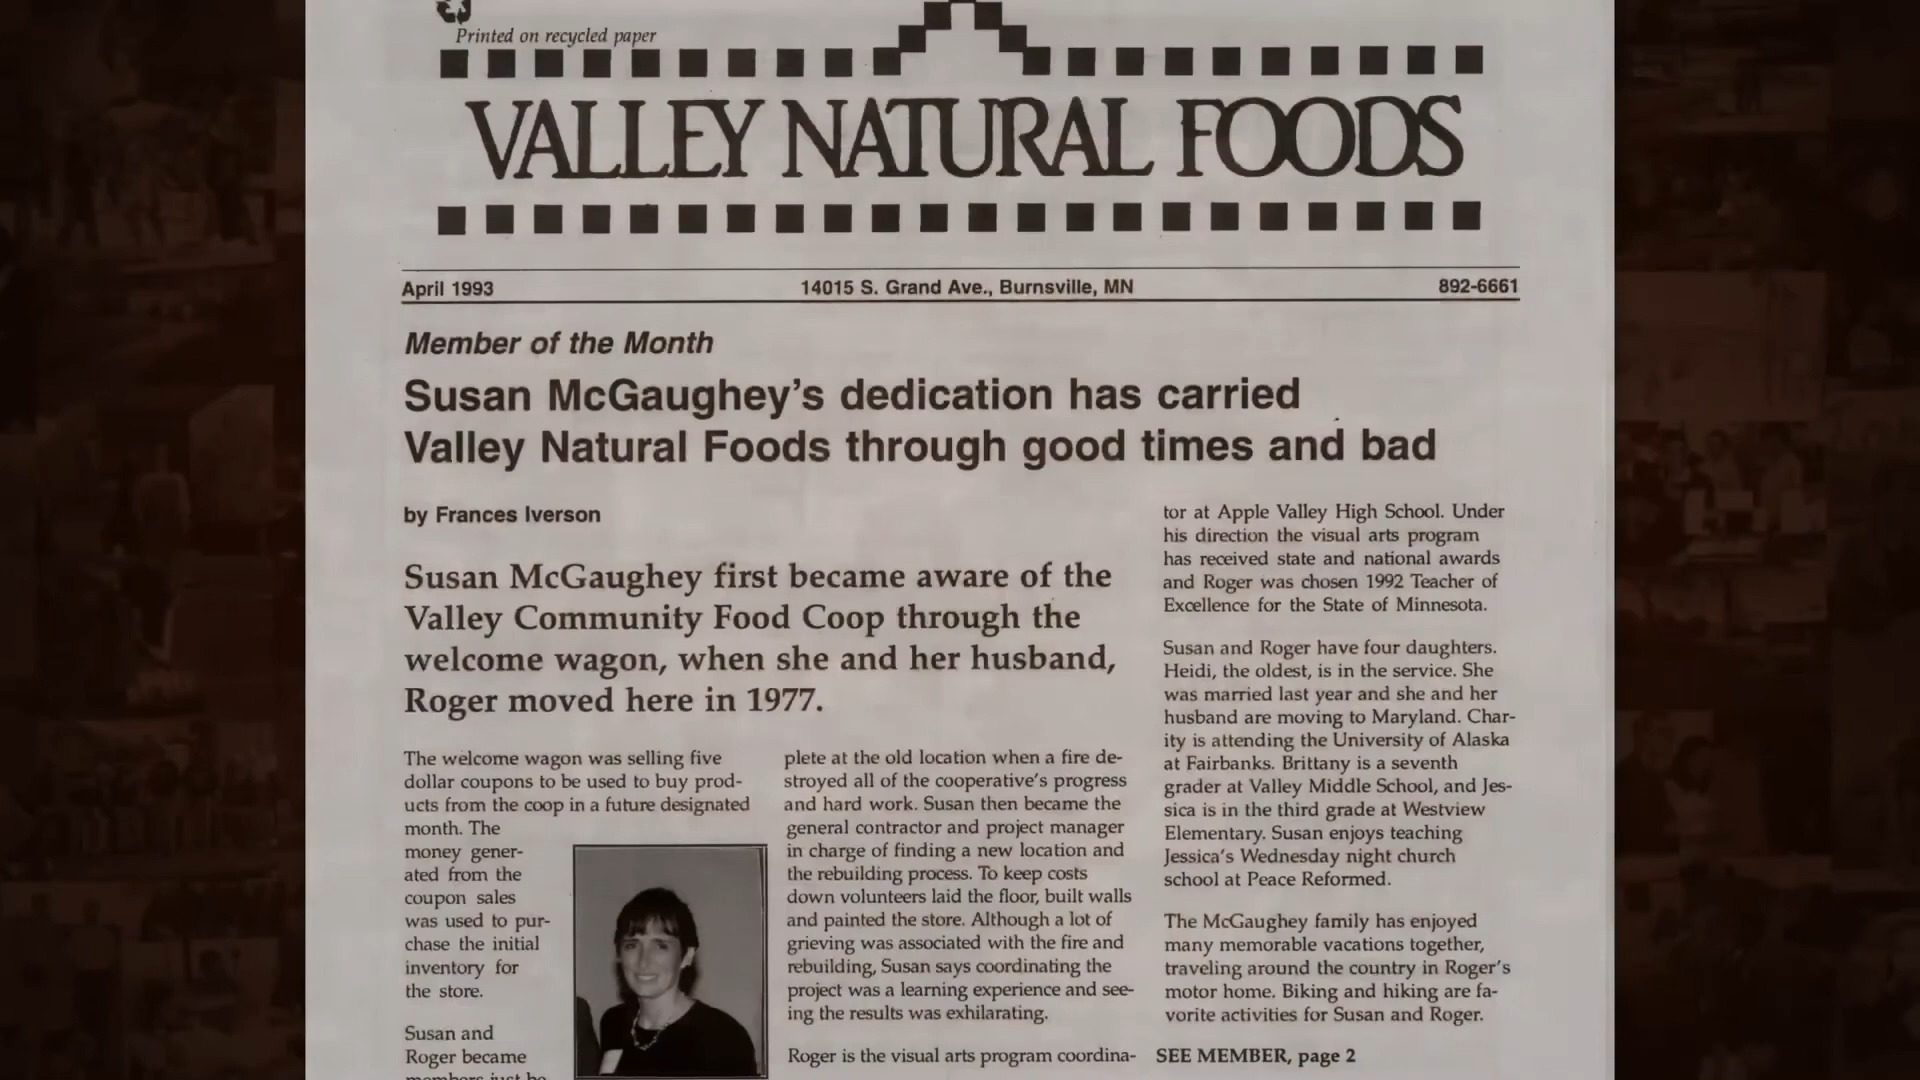 Printed on recycled paper
VALLEY NATURAL FOODS
April 1993 14015 S. Grand Ave., Burnsville, MN 892-6661
Member of the Month
Susan McGaughey's dedication has carried
Valley Natural Foods through good times and bad
by Frances Iverson
Susan McGaughey first became aware of the
Valley Community Food Coop through the
welcome wagon, when she and her husband,
Roger moved here in 1977.
The welcome wagon was selling five
dollar coupons to be used to buy prod-
ucts from the coop in a future designated
month. The
money gener-
ated from the
coupon sales
was used to pur-
chase the initial
inventory for
the store.
Susan and
Roger became
members just be
plete at the old location when a fire de-
stroyed all of the cooperative's progress
and hard work. Susan then became the
general contractor and project manager
in charge of finding a new location and
the rebuilding process. To keep costs
down volunteers laid the floor, built walls
and painted the store. Although a lot of
grieving was associated with the fire and
rebuilding, Susan says coordinating the
project was a learning experience and see-
ing the results was exhilarating.
Roger is the visual arts program coordina-
tor at Apple Valley High School. Under
his direction the visual arts program
has received state and national awards
and Roger was chosen 1992 Teacher of
Excellence for the State of Minnesota.
Susan and Roger have four daughters.
Heidi, the oldest, is in the service. She
was married last year and she and her
husband are moving to Maryland. Char-
ity is attending the University of Alaska
at Fairbanks. Brittany is a seventh
grader at Valley Middle School, and Jes-
sica is in the third grade at Westview
Elementary. Susan enjoys teaching
Jessica's Wednesday night church
school at Peace Reformed.
The McGaughey family has enjoyed
many memorable vacations together,
traveling around the country in Roger's
motor home. Biking and hiking are fa-
vorite activities for Susan and Roger.
SEE MEMBER, page 2